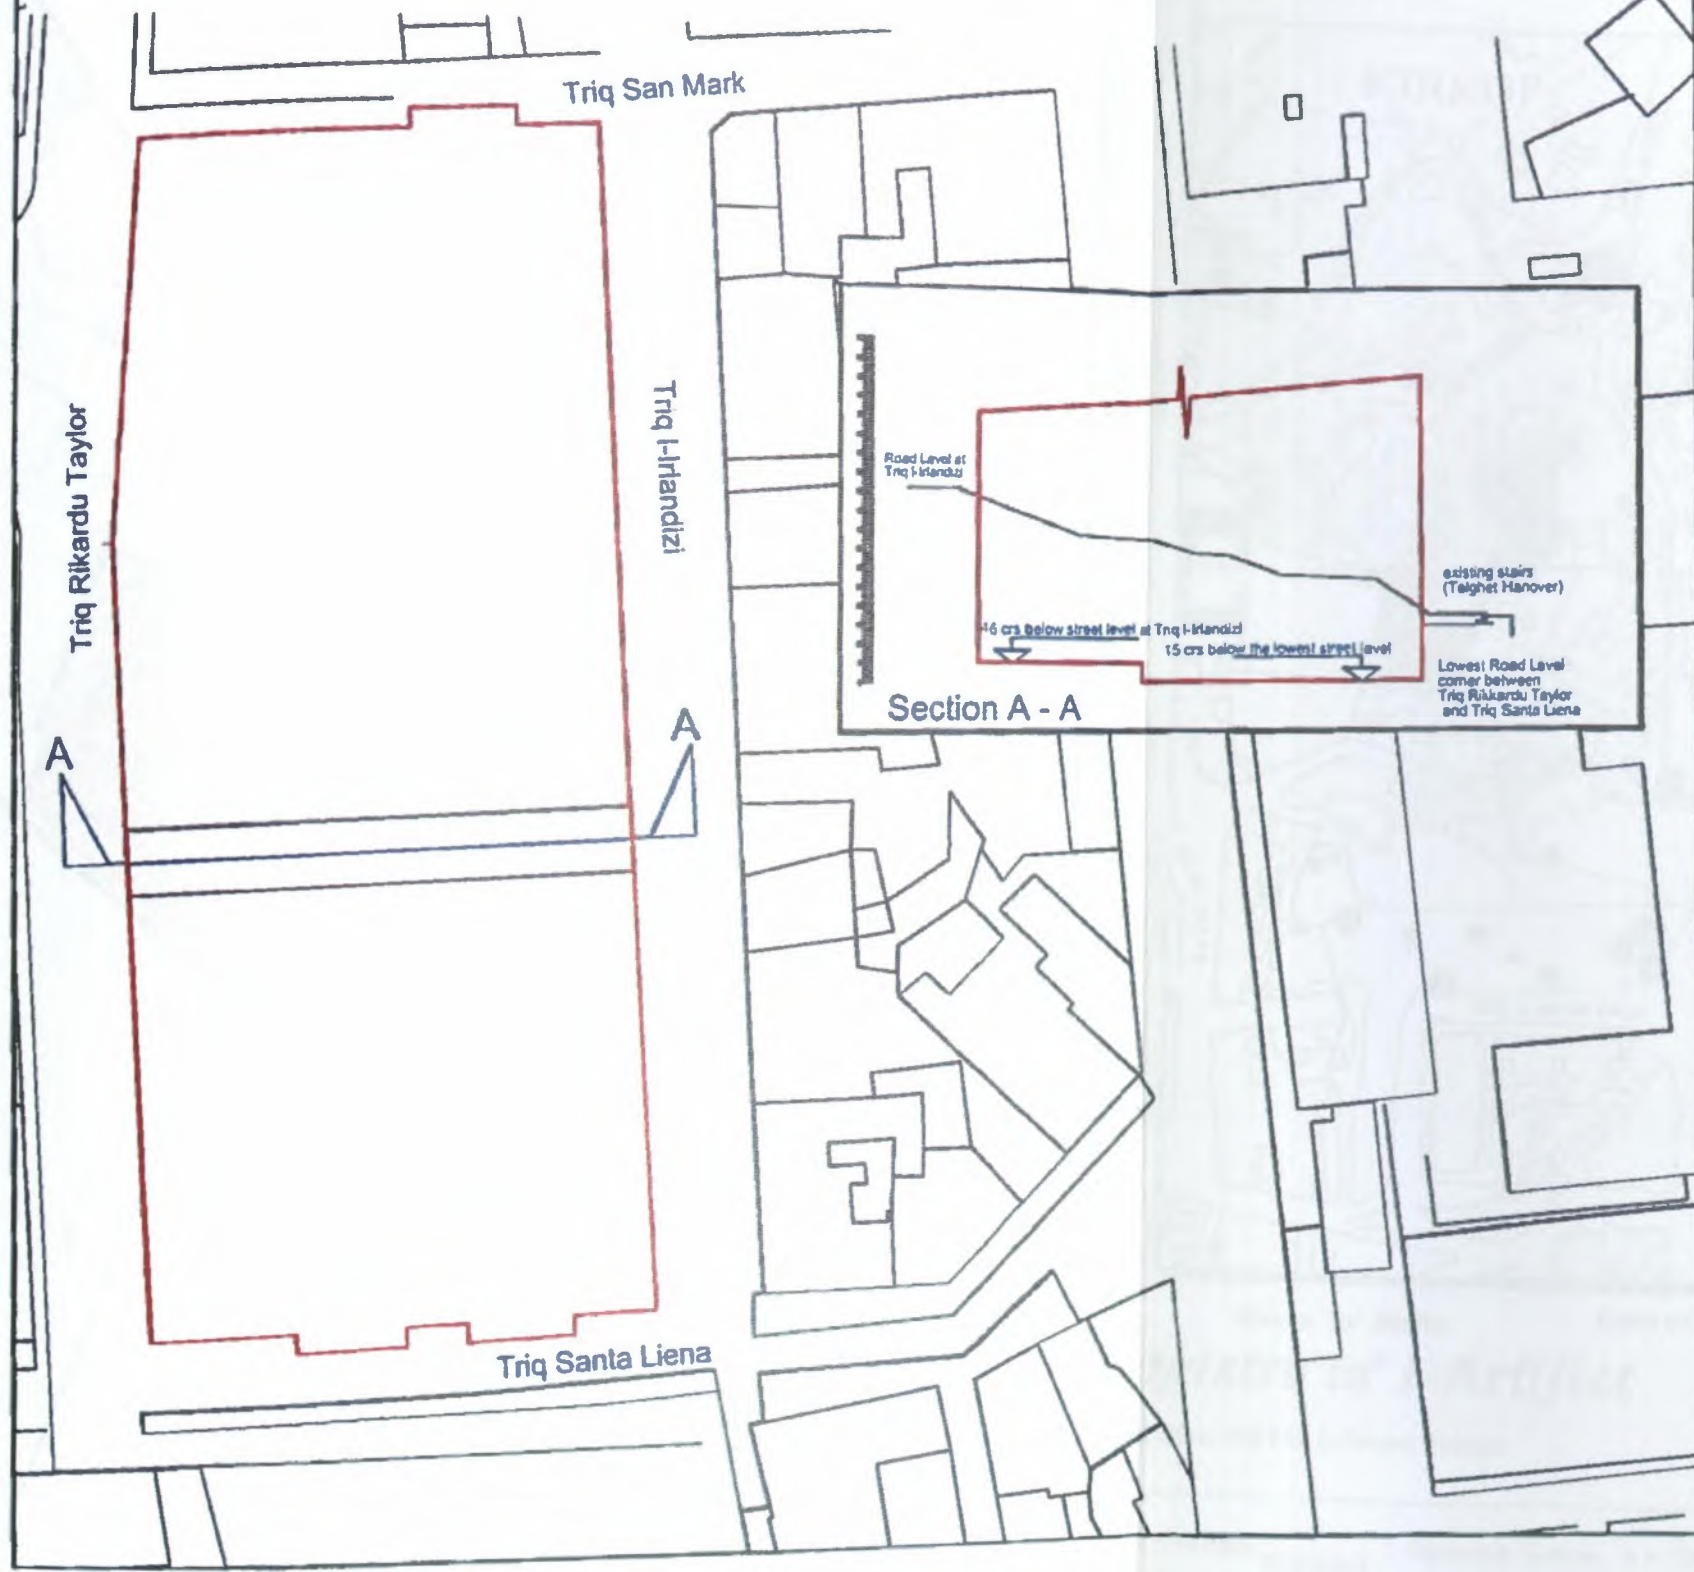 Triq San Mark
Triq Rikardu Taylor
Triq l-Irlandizi
Road Level at
Triq l-Irlandizi
existing stairs
(Telghet Hanover)
46 crs below street level at Triq l-Irlandizi
15 crs below the lowest street level
Lowest Road Level
corner between
Triq Rikkardu Taylor
and Triq Santa Liena
Section A - A
A
A
Triq Santa Liena